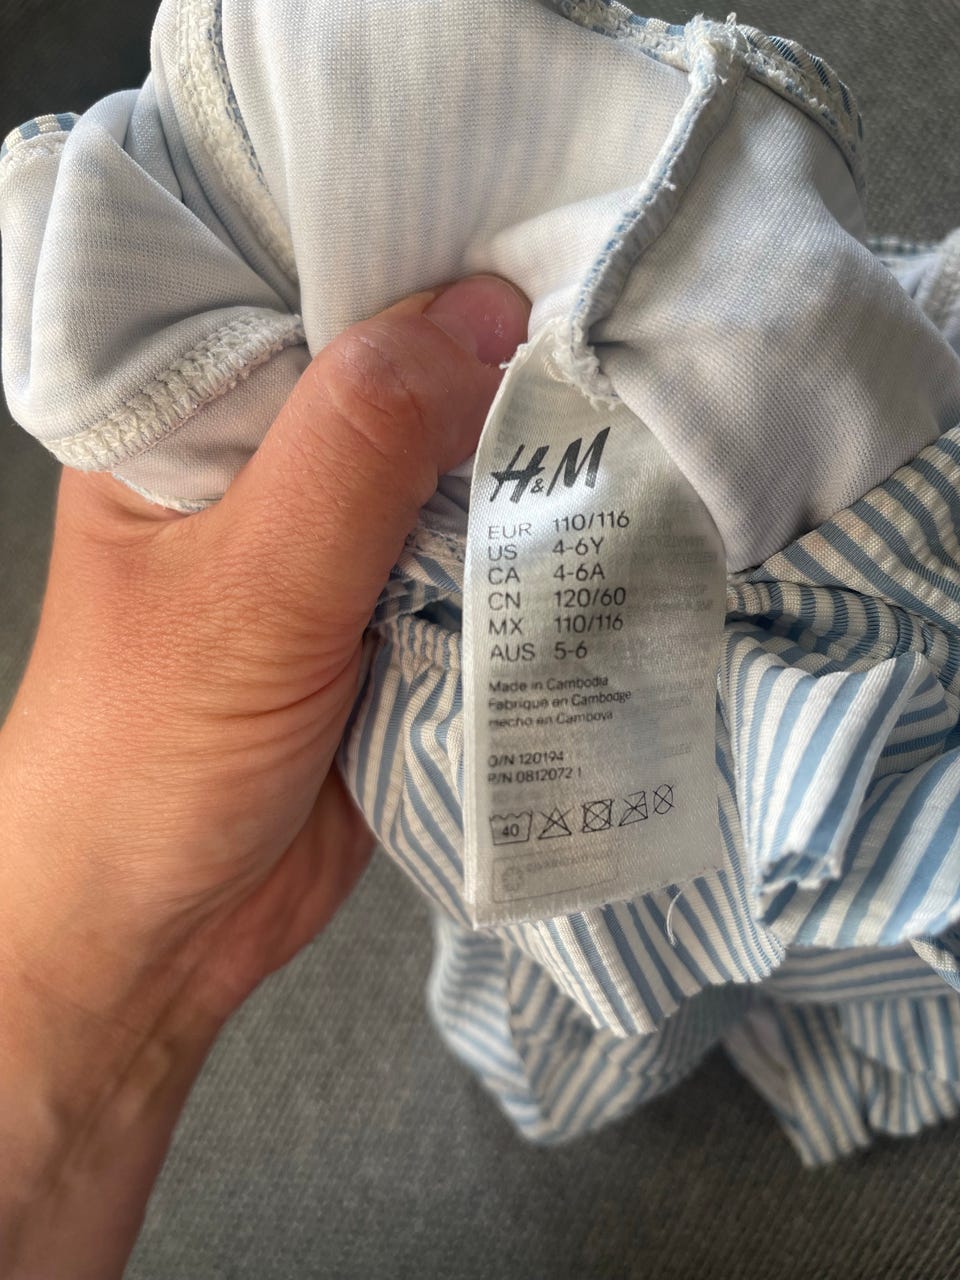 H&M
EUR 110/116
US 4-6Y
CA 4-6A
CN 120/60
MX 110/116
AUS 5-6
Made in Cambodia
Fabriqué en Cambodge
Hecho en Camboya
O/N 120194
P/N 0812072 1
40